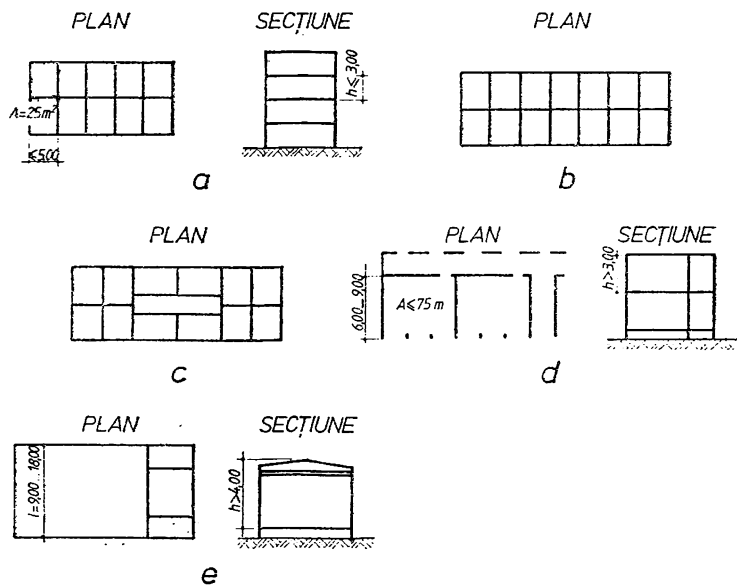 PLAN
SECȚIUNE
PLAN
A=25m²
≤5,00
h≤3,00
a
b
PLAN
PLAN
SECȚIUNE
6,00...9,00
A≤75 m
h>3,00
c
d
PLAN
SECȚIUNE
l=9,00...18,00
h>4,00
e